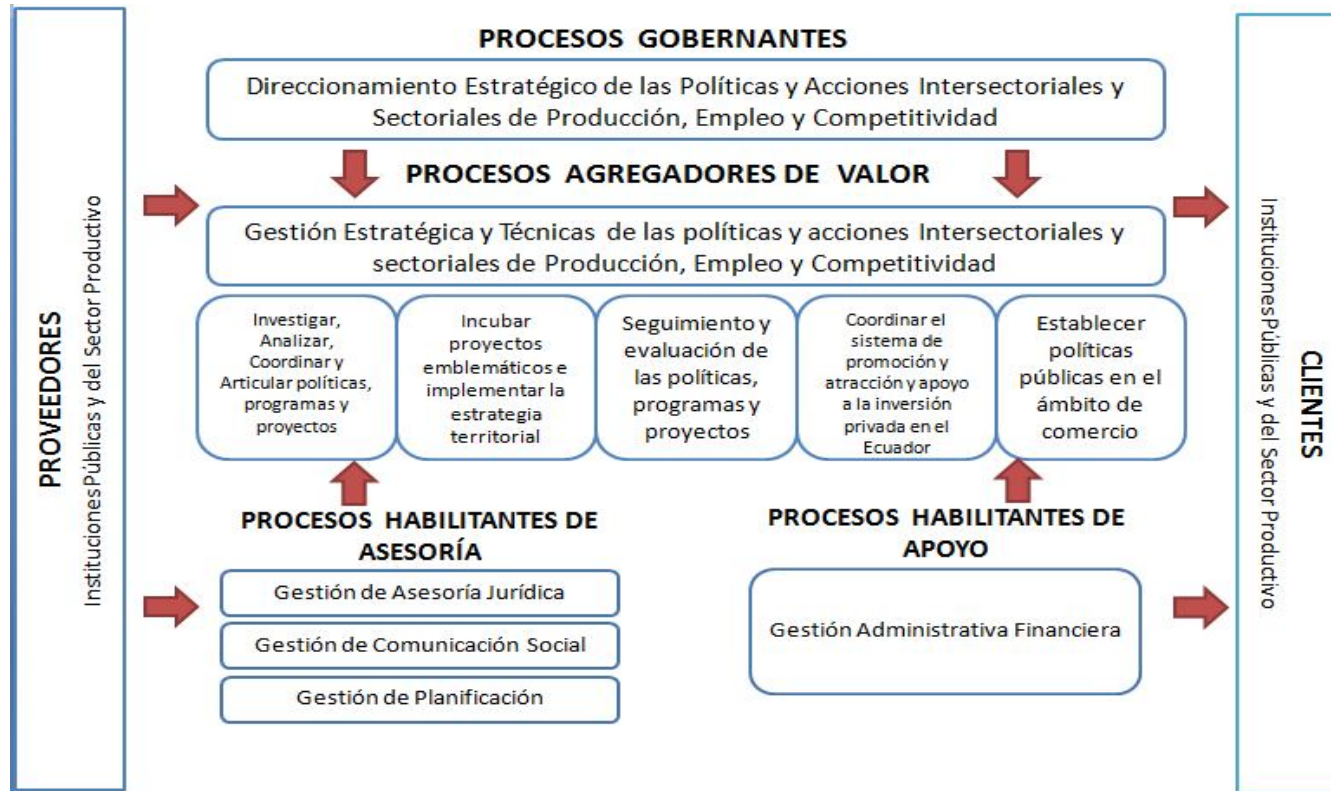 PROCESOS GOBERNANTES
Direccionamiento Estratégico de las Políticas y Acciones Intersectoriales y
Sectoriales de Producción, Empleo y Competitividad
PROCESOS AGREGADORES DE VALOR
Gestión Estratégica y Técnicas de las políticas y acciones Intersectoriales y
sectoriales de Producción, Empleo y Competitividad
Investigar,
Analizar,
Coordinar y
Articular políticas,
programas y
proyectos
Incubar
proyectos
emblemáticos e
implementar la
estrategia
territorial
Seguimiento y
evaluación de
las políticas,
programas y
proyectos
Coordinar el
sistema de
promoción y
atracción y apoyo
a la inversión
privada en el
Ecuador
Establecer
políticas
públicas en el
ámbito de
comercio
PROCESOS HABILITANTES DE
ASESORÍA
Gestión de Asesoría Jurídica
Gestión de Comunicación Social
Gestión de Planificación
PROCESOS HABILITANTES DE
APOYO
Gestión Administrativa Financiera
PROVEEDORES
InstitucionesPúblicas y del Sector Productivo
CLIENTES
InstitucionesPúblicas y del Sector Productivo